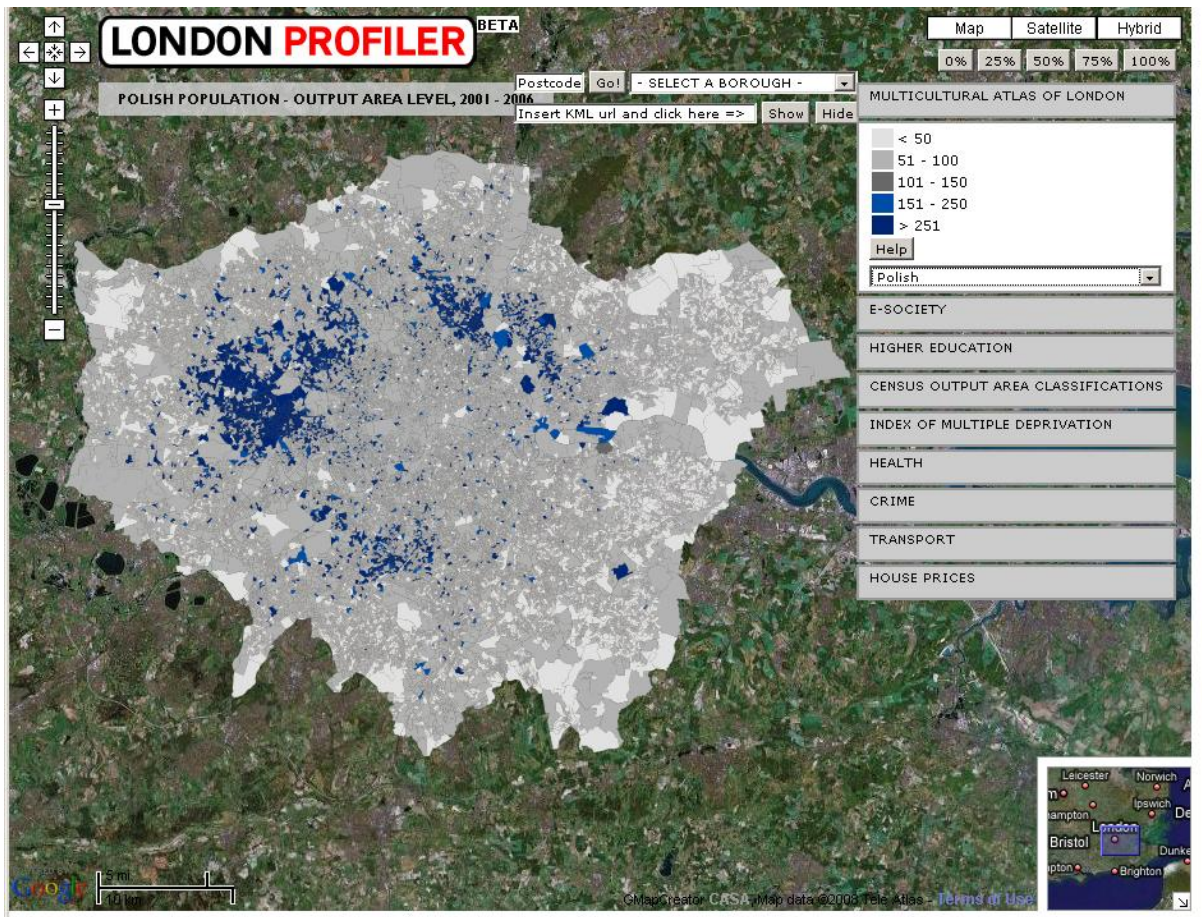 LONDON PROFILER BETA
Map Satellite Hybrid
0% 25% 50% 75% 100%
Postcode Go! - SELECT A BOROUGH -
POLISH POPULATION - OUTPUT AREA LEVEL, 2001 - 2006
Insert KML url and click here => Show Hide
MULTICULTURAL ATLAS OF LONDON
< 50
51 - 100
101 - 150
151 - 250
> 251
Help
Polish
E-SOCIETY
HIGHER EDUCATION
CENSUS OUTPUT AREA CLASSIFICATIONS
INDEX OF MULTIPLE DEPRIVATION
HEALTH
CRIME
TRANSPORT
HOUSE PRICES
Leicester Norwich
Ipswich
ampton
London
Bristol
Dunke
pton
Brighton
5 mi
10 km
Google
GMapCreator CASA, Map data ©2008 Tele Atlas - Terms of Use